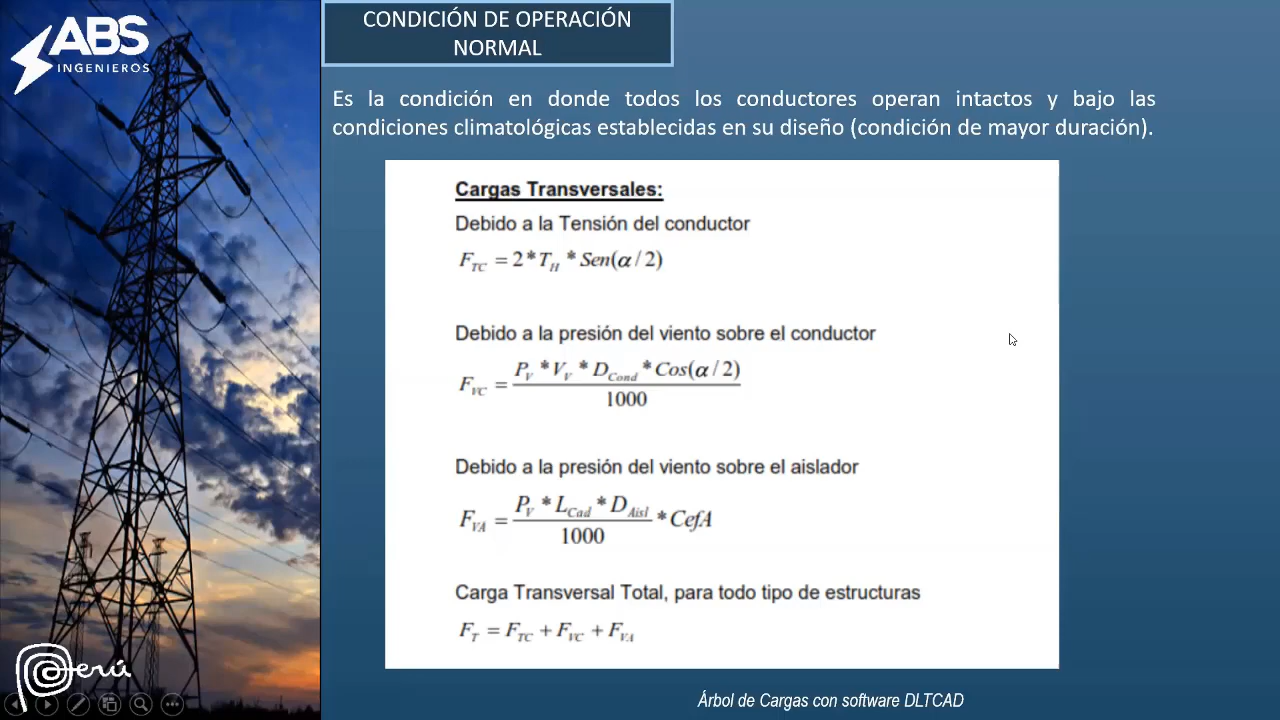 ABS
INGENIEROS
CONDICIÓN DE OPERACIÓN
NORMAL
Es la condición en donde todos los conductores operan intactos y bajo las
condiciones climatológicas establecidas en su diseño (condición de mayor duración).
Cargas Transversales:
Debido a la Tensión del conductor
F_TC = 2 * T_H * Sen(α / 2)
Debido a la presión del viento sobre el conductor
F_VC = P_V * V_V * D_Cond * Cos(α / 2) / 1000
Debido a la presión del viento sobre el aislador
F_VA = P_V * L_Cad * D_Aisl / 1000 * CefA
Carga Transversal Total, para todo tipo de estructuras
F_T = F_TC + F_VC + F_VA
Perú
Árbol de Cargas con software DLTCAD